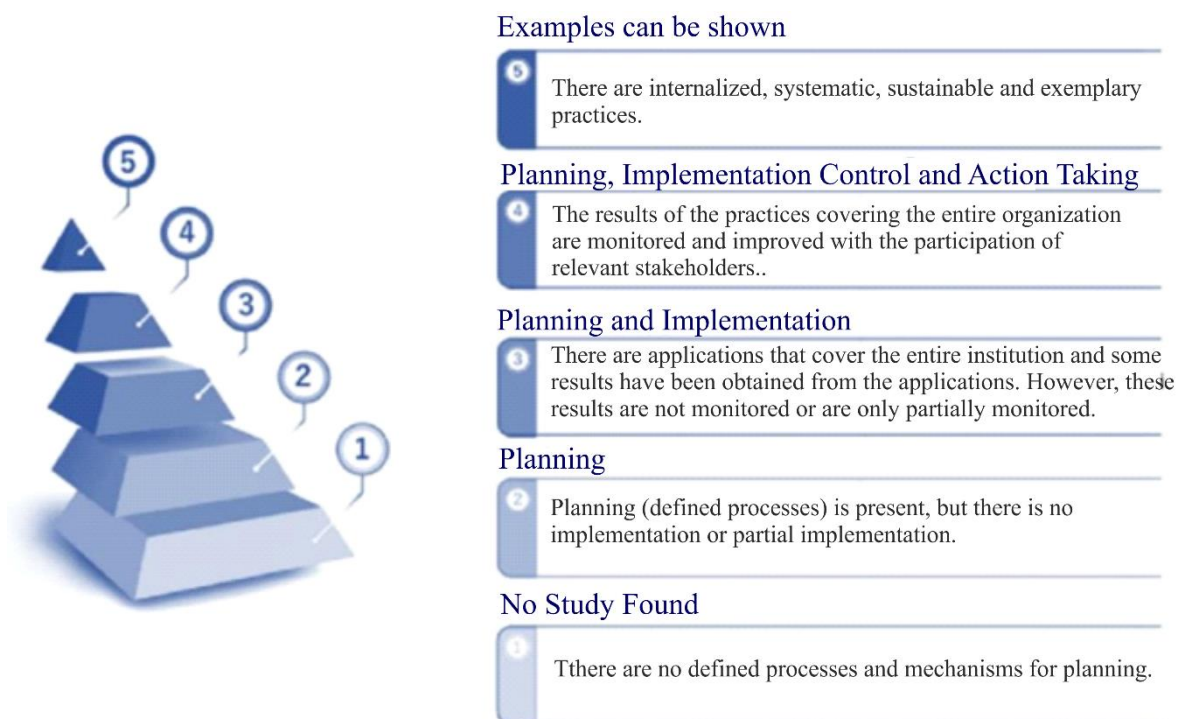 Examples can be shown
5
There are internalized, systematic, sustainable and exemplary
practices.
Planning, Implementation Control and Action Taking
4
The results of the practices covering the entire organization
are monitored and improved with the participation of
relevant stakeholders..
Planning and Implementation
3
There are applications that cover the entire institution and some
results have been obtained from the applications. However, these
results are not monitored or are only partially monitored.
Planning
2
Planning (defined processes) is present, but there is no
implementation or partial implementation.
No Study Found
1
Tthere are no defined processes and mechanisms for planning.
5
4
3
2
1